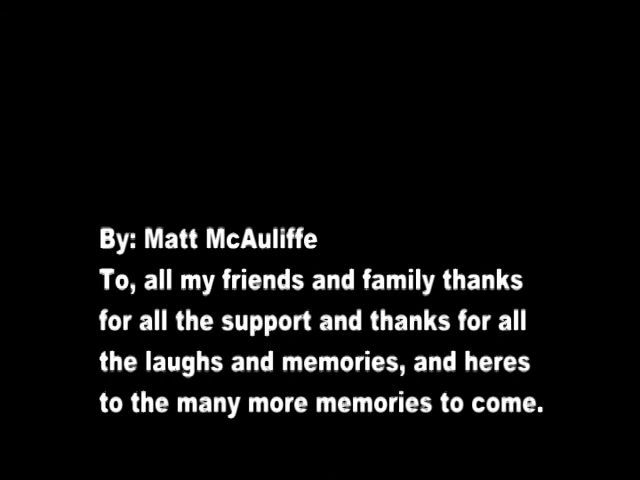 By: Matt McAuliffe
To, all my friends and family thanks
for all the support and thanks for all
the laughs and memories, and heres
to the many more memories to come.